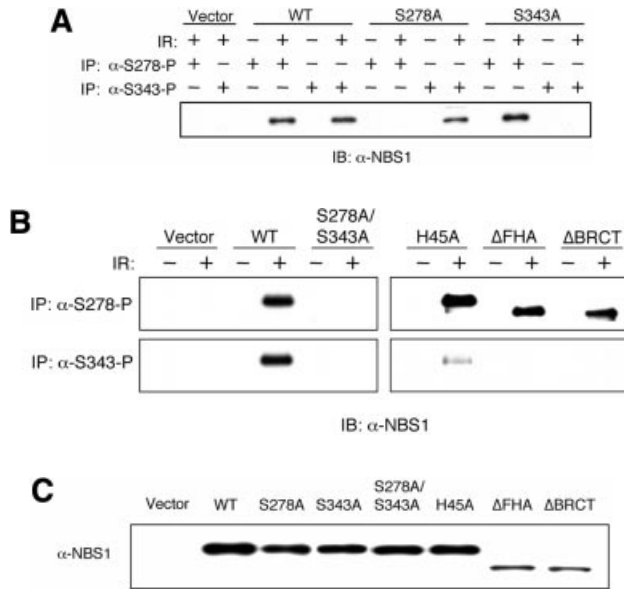 A
Vector WT S278A S343A
IR: + + − + − + − + − + − + − +
IP: α-S278-P + − + + − − + + − − + + − −
IP: α-S343-P − + − − + + − − + + − − + +
IB: α-NBS1
B
Vector WT S278A/ S343A H45A ΔFHA ΔBRCT
IR: − + − + − + − + − + − +
IP: α-S278-P
IP: α-S343-P
IB: α-NBS1
C
Vector WT S278A S343A S278A/ S343A H45A ΔFHA ΔBRCT
α-NBS1